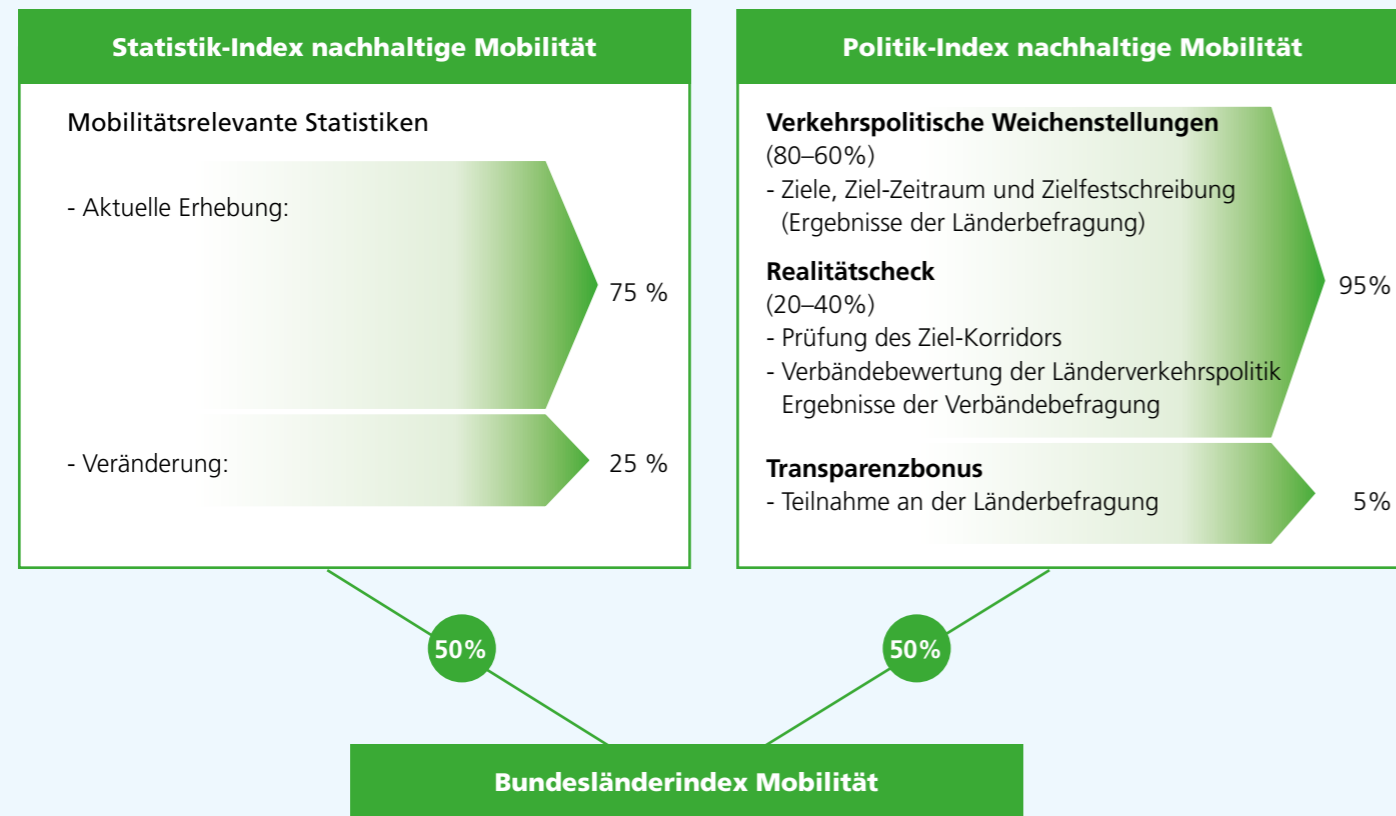 Statistik-Index nachhaltige Mobilität
Mobilitätsrelevante Statistiken
- Aktuelle Erhebung:
75 %
- Veränderung:
25 %
Politik-Index nachhaltige Mobilität
Verkehrspolitische Weichenstellungen
(80–60%)
- Ziele, Ziel-Zeitraum und Zielfestschreibung
(Ergebnisse der Länderbefragung)
Realitätscheck
(20–40%)
- Prüfung des Ziel-Korridors
- Verbändebewertung der Länderverkehrspolitik
Ergebnisse der Verbändebefragung
95%
Transparenzbonus
- Teilnahme an der Länderbefragung
5%
50%
50%
Bundesländerindex Mobilität